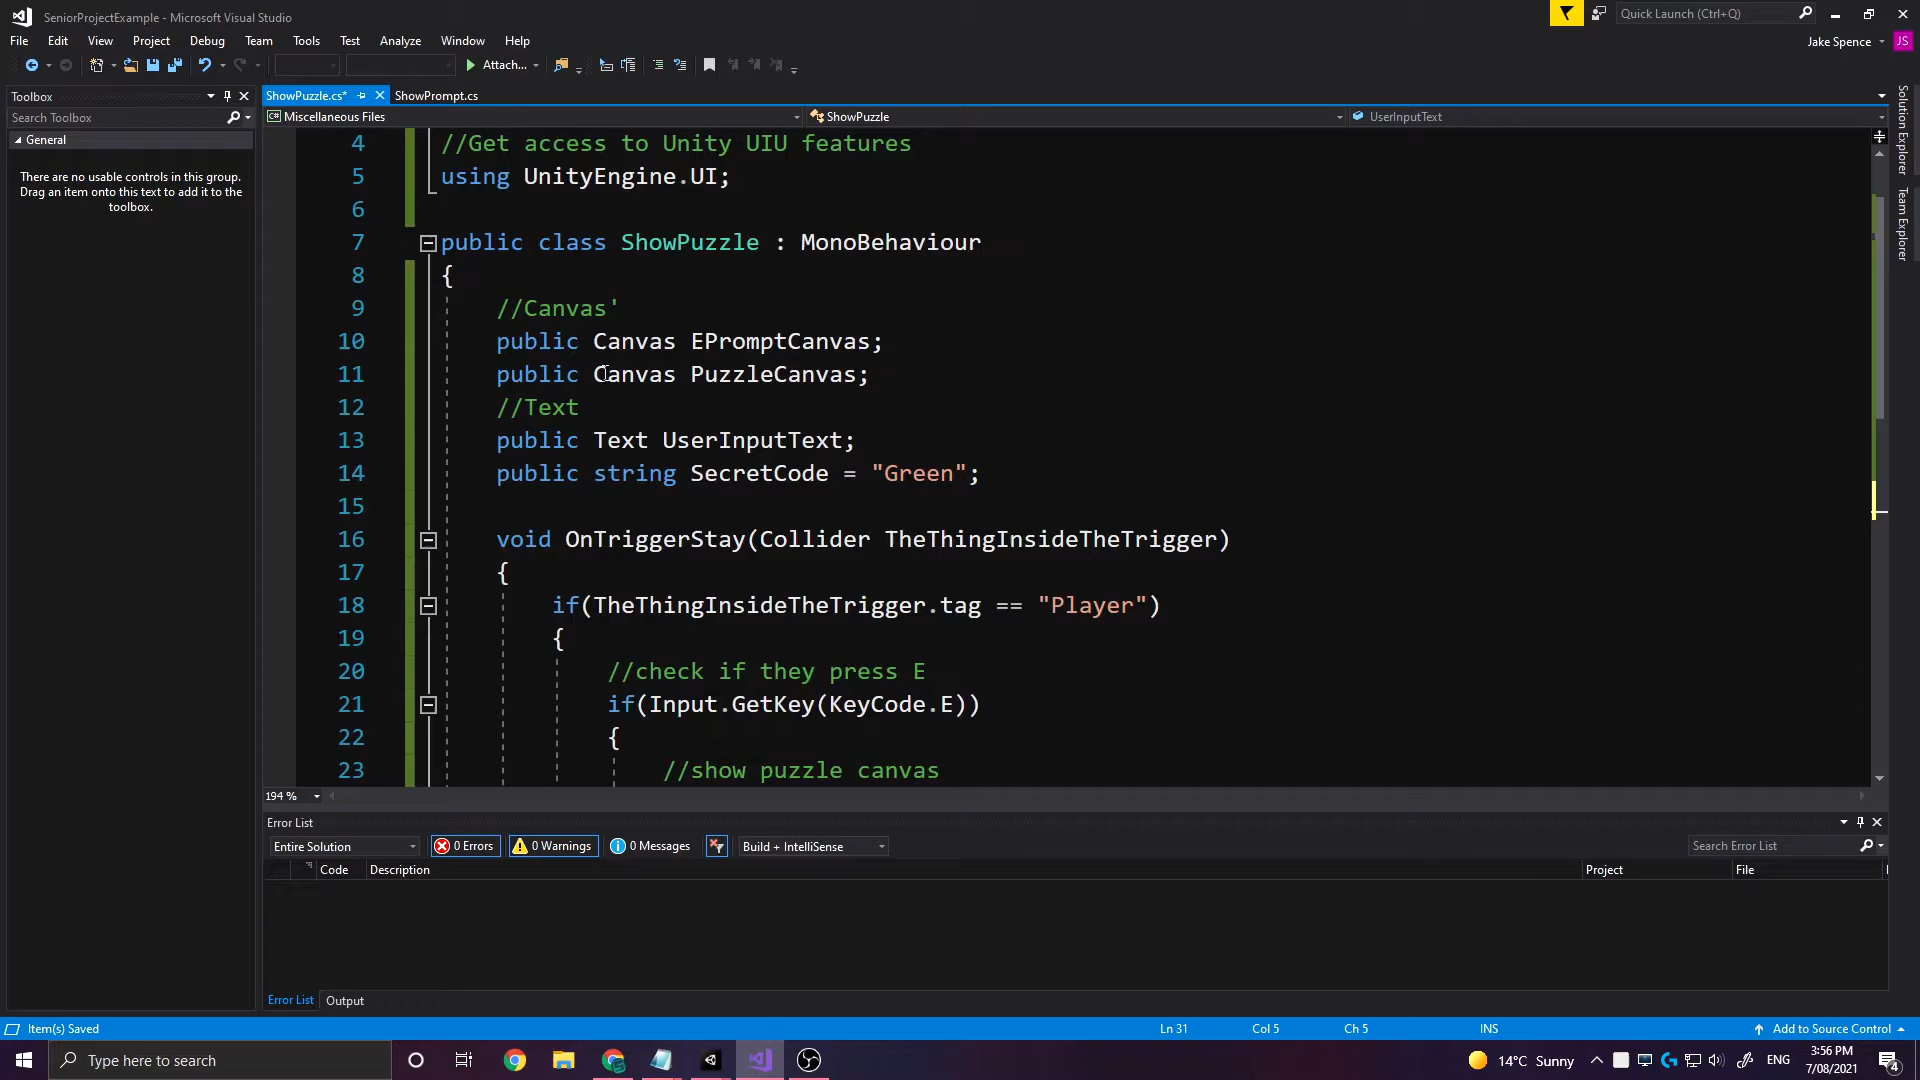 SeniorProjectExample - Microsoft Visual Studio
Quick Launch (Ctrl+Q)
File Edit View Project Debug Team Tools Test Analyze Window Help
Jake Spence JS
Attach...
Toolbox
ShowPuzzle.cs* ShowPrompt.cs
Search Toolbox
Miscellaneous Files ShowPuzzle UserInputText
General
There are no usable controls in this group.
Drag an item onto this text to add it to the
toolbox.
Solution Explorer
Team Explorer
4 //Get access to Unity UIU features
5 using UnityEngine.UI;
6
7 public class ShowPuzzle : MonoBehaviour
8 {
9 //Canvas'
10 public Canvas EPromptCanvas;
11 public Canvas PuzzleCanvas;
12 //Text
13 public Text UserInputText;
14 public string SecretCode = "Green";
15
16 void OnTriggerStay(Collider TheThingInsideTheTrigger)
17 {
18 if(TheThingInsideTheTrigger.tag == "Player")
19 {
20 //check if they press E
21 if(Input.GetKey(KeyCode.E))
22 {
23 //show puzzle canvas
194 %
Error List
Entire Solution 0 Errors 0 Warnings 0 Messages Build + IntelliSense Search Error List
Code Description Project File
Error List Output
Item(s) Saved Ln 31 Col 5 Ch 5 INS Add to Source Control
Type here to search
14°C Sunny ENG 3:56 PM
7/08/2021
4